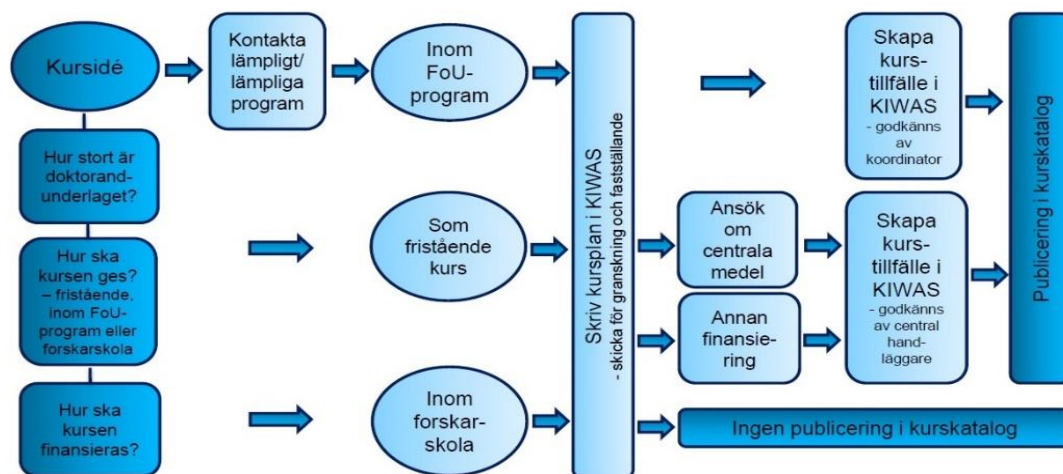 Kursidé
Kontakta
lämpligt/
lämpliga
program
Inom
FoU-
program
Skriv kursplan i KIWAS
- skicka för granskning och fastställande
Skapa
kurs-
tillfälle i
KIWAS
- godkänns
av
koordinator
Publicering i kurskatalog
Hur stort är
doktorand-
underlaget?
Hur ska
kursen ges?
– fristående,
inom FoU-
program eller
forskarskola
Som
fristående
kurs
Ansök
om
centrala
medel
Skapa
kurs-
tillfälle i
KIWAS
- godkänns
av central
hand-
läggare
Annan
finansie-
ring
Hur ska
kursen
finansieras?
Inom
forskar-
skola
Ingen publicering i kurskatalog